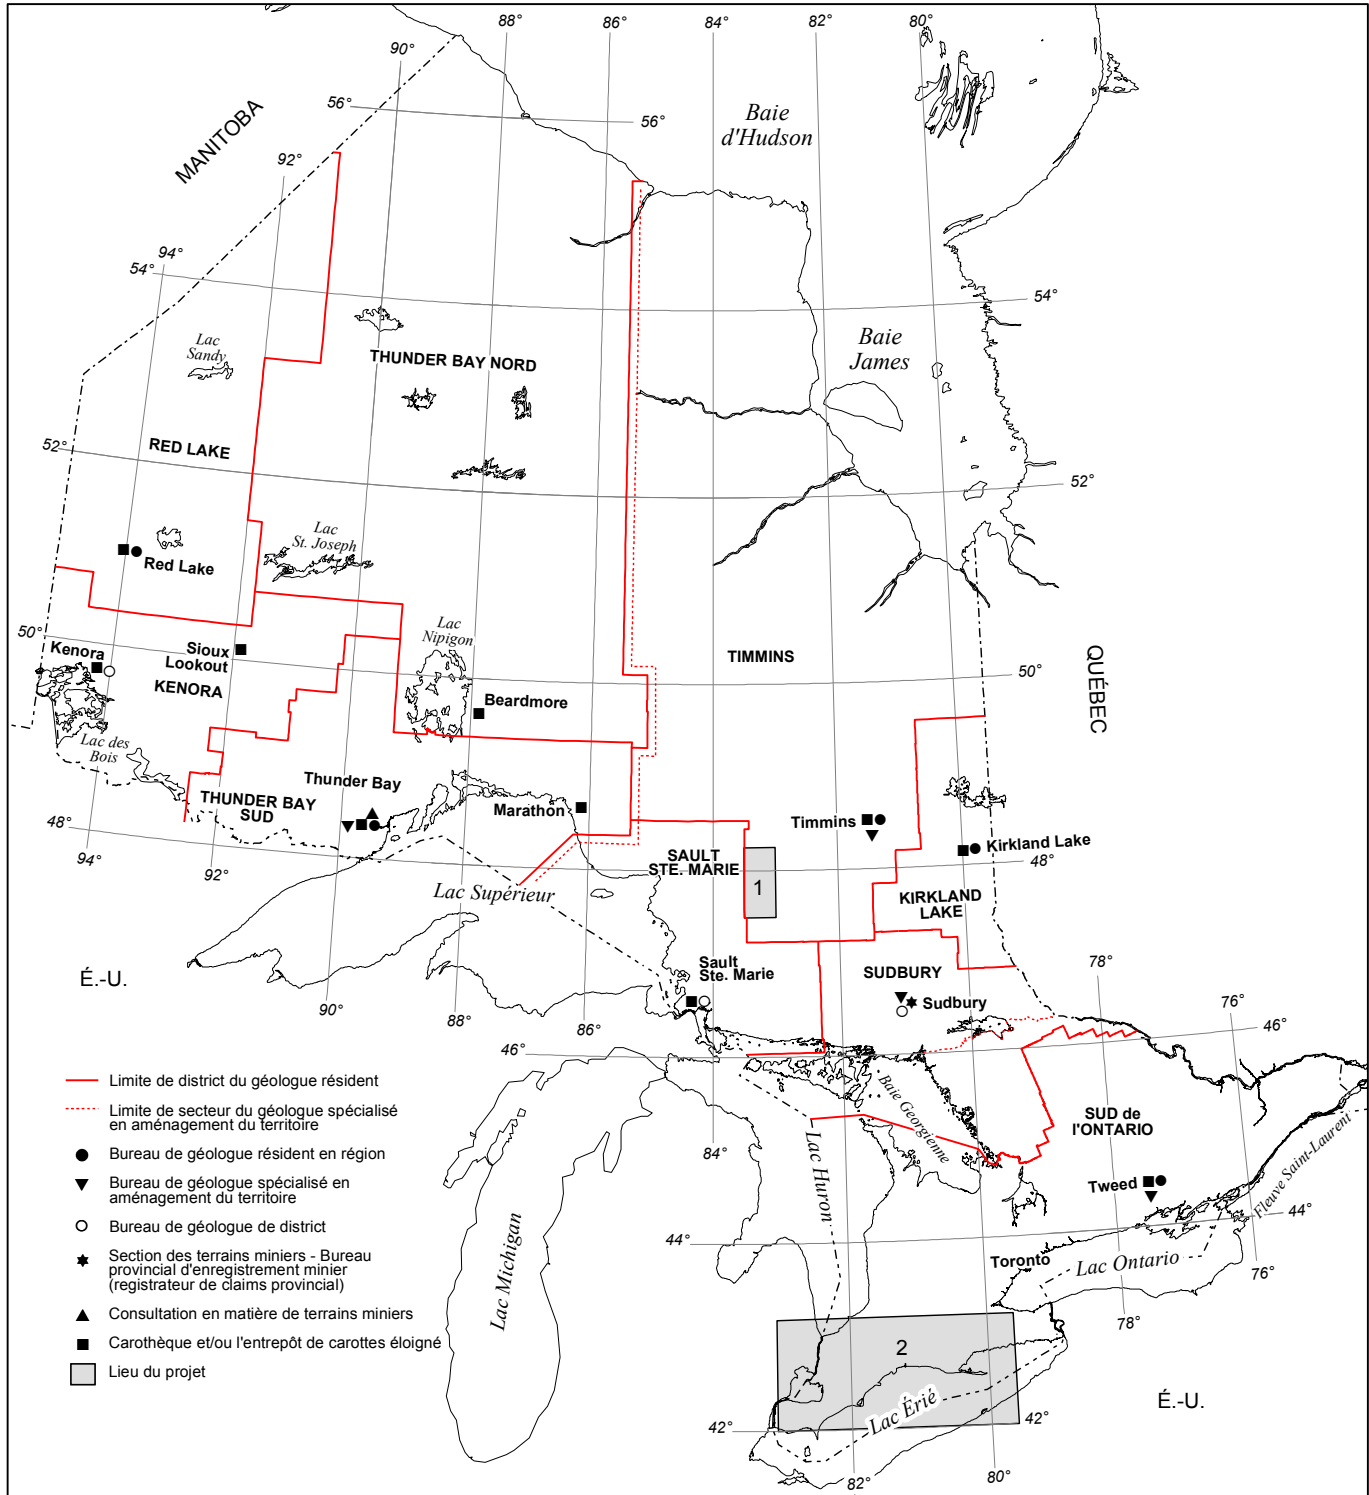 88°
86°
84°
82°
80°
90°
56°
56°
Baie
d'Hudson
MANITOBA
92°
94°
54°
54°
Lac
Sandy
THUNDER BAY NORD
Baie
James
52°
RED LAKE
52°
Lac
St. Joseph
Red Lake
50°
Kenora
Sioux
Lookout
KENORA
Lac
Nipigon
TIMMINS
50°
QUÉBEC
Beardmore
Lac des
Bois
Thunder Bay
THUNDER BAY
SUD
Marathon
Timmins
Kirkland Lake
48°
48°
94°
92°
SAULT
STE. MARIE
1
KIRKLAND
LAKE
Lac Supérieur
É.-U.
Sault
Ste. Marie
SUDBURY
Sudbury
78°
76°
90°
88°
86°
46°
46°
Limite de district du géologue résident
Limite de secteur du géologue spécialisé
en aménagement du territoire
Bureau de géologue résident en région
Bureau de géologue spécialisé en
aménagement du territoire
Bureau de géologue de district
Section des terrains miniers - Bureau
provincial d'enregistrement minier
(registrateur de claims provincial)
Consultation en matière de terrains miniers
Carothèque et/ou l'entrepôt de carottes éloigné
Lieu du projet
Baie Georgienne
SUD de
l'ONTARIO
84°
Lac Huron
Tweed
Fleuve Saint-Laurent
44°
44°
Toronto
Lac Ontario
76°
Lac Michigan
78°
2
Lac Érié
42°
42°
É.-U.
82°
80°